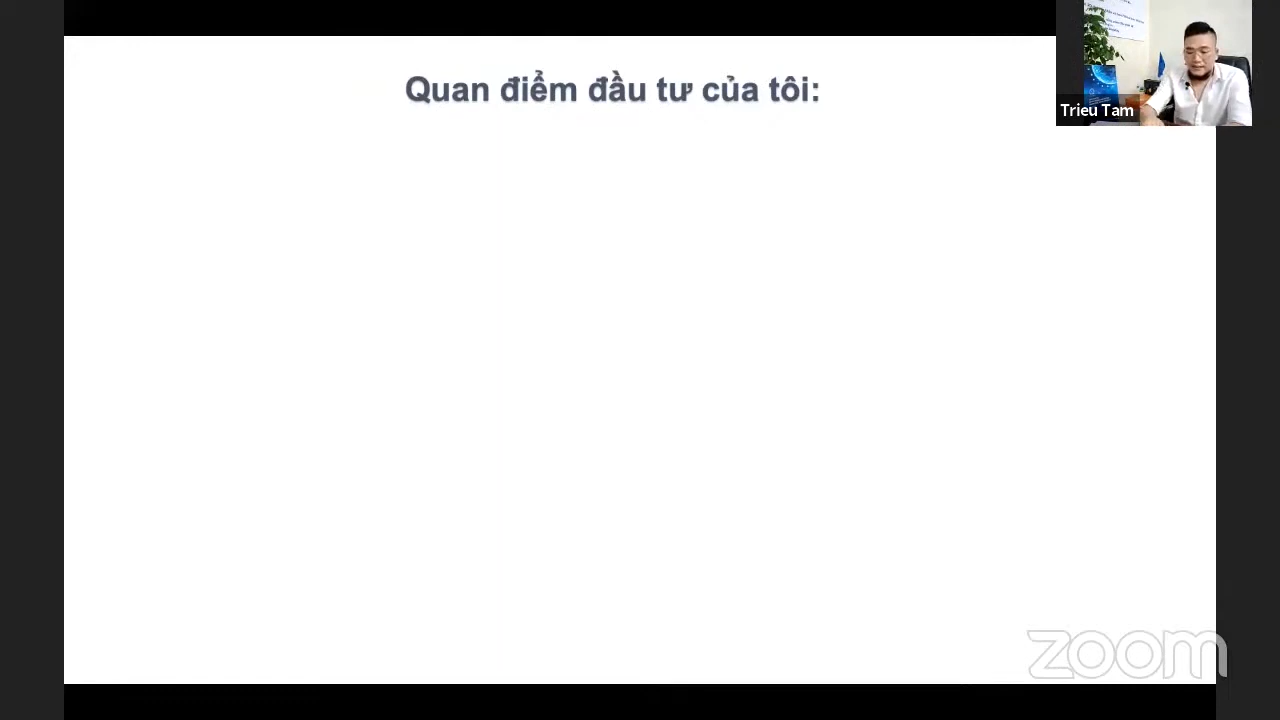 Quan điểm đầu tư của tôi:
Trieu Tam
zoom